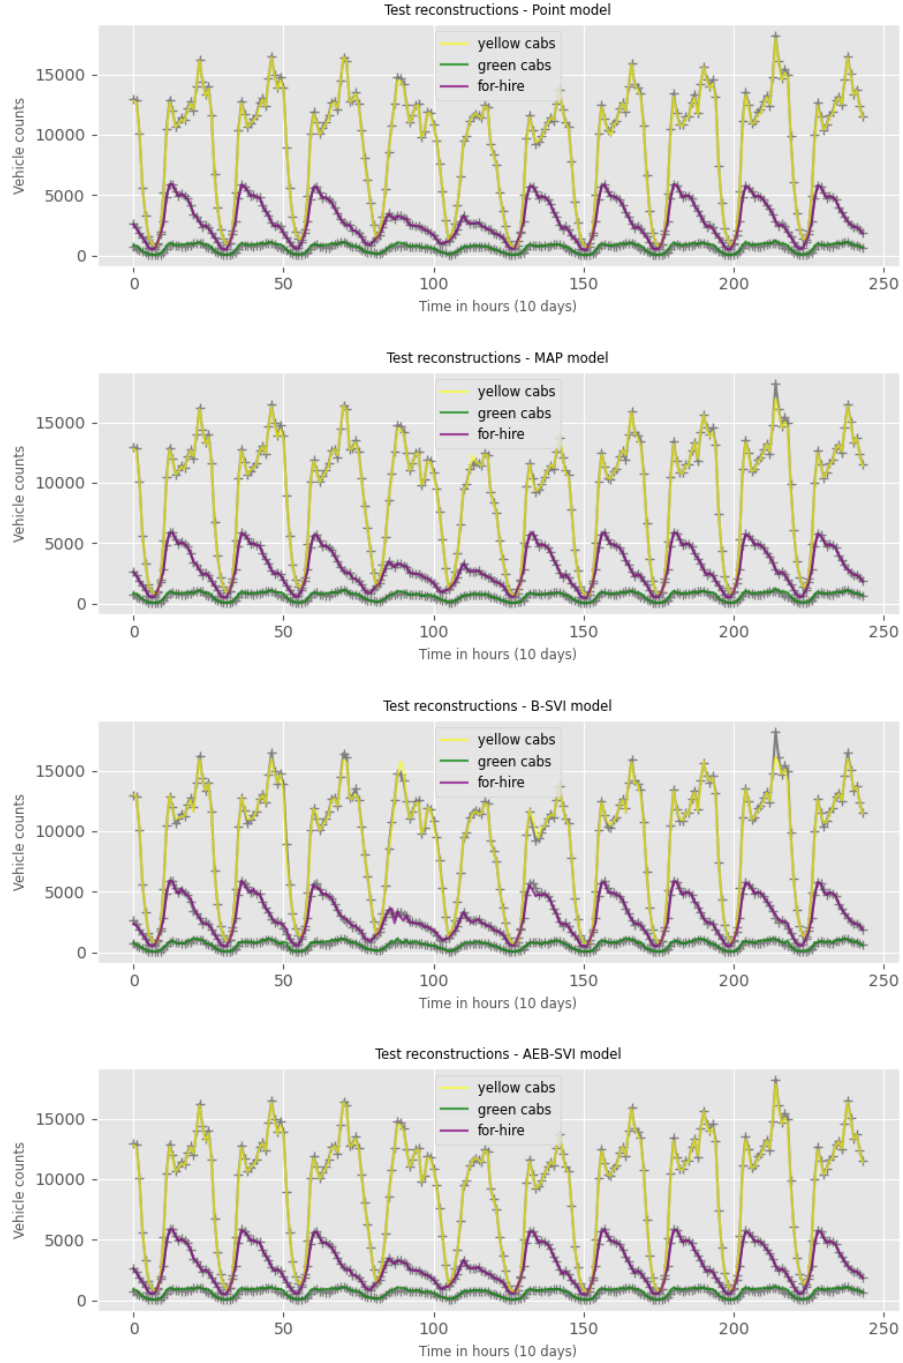 Test reconstructions - Point model
yellow cabs
green cabs
for-hire
15000
10000
5000
0
Vehicle counts
0 50 100 150 200 250
Time in hours (10 days)
Test reconstructions - MAP model
yellow cabs
green cabs
for-hire
15000
10000
5000
0
Vehicle counts
0 50 100 150 200 250
Time in hours (10 days)
Test reconstructions - B-SVI model
yellow cabs
green cabs
for-hire
15000
10000
5000
0
Vehicle counts
0 50 100 150 200 250
Time in hours (10 days)
Test reconstructions - AEB-SVI model
yellow cabs
green cabs
for-hire
15000
10000
5000
0
Vehicle counts
0 50 100 150 200 250
Time in hours (10 days)